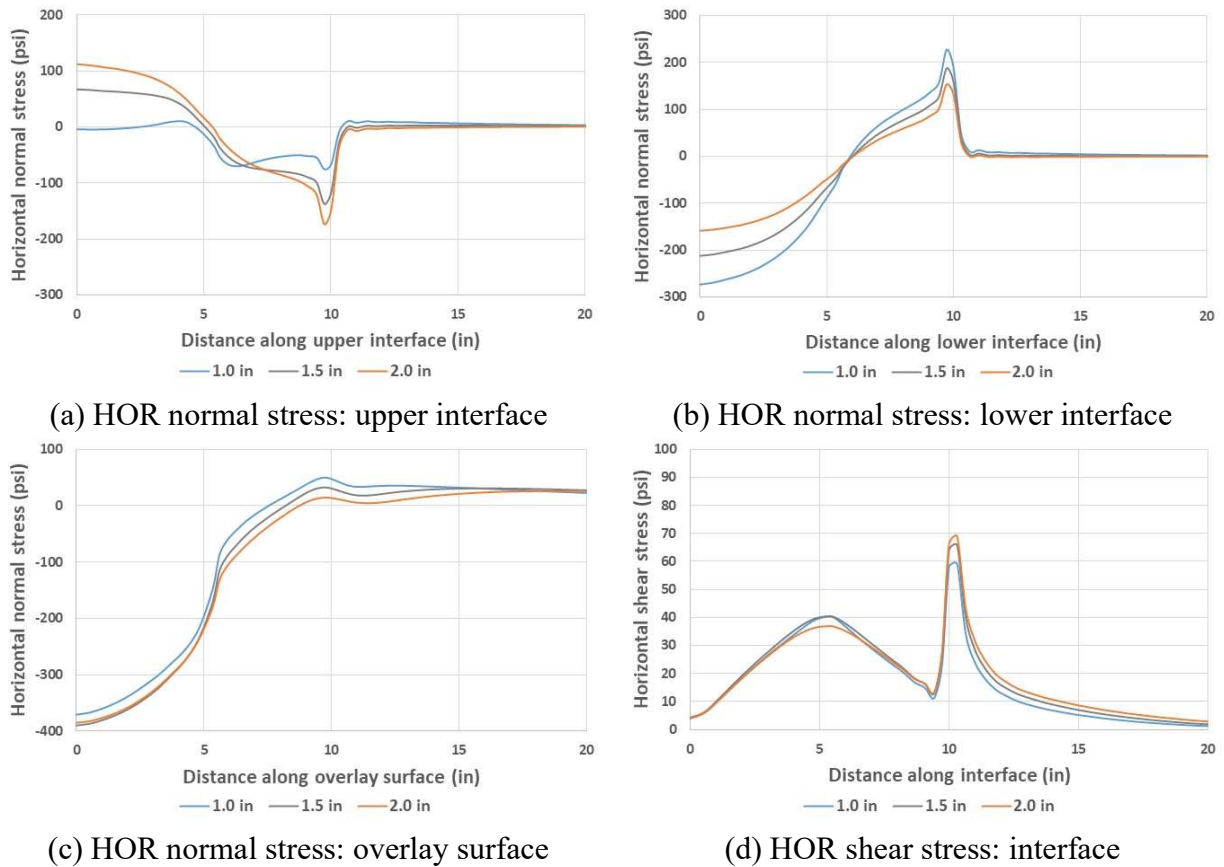 Horizontal normal stress (psi)
200
100
0
-100
-200
-300
0 5 10 15 20
Distance along upper interface (in)
1.0 in 1.5 in 2.0 in
(a) HOR normal stress: upper interface
Horizontal normal stress (psi)
300
200
100
0
-100
-200
-300
0 5 10 15 20
Distance along lower interface (in)
1.0 in 1.5 in 2.0 in
(b) HOR normal stress: lower interface
Horizontal normal stress (psi)
100
0
-100
-200
-300
-400
0 5 10 15 20
Distance along overlay surface (in)
1.0 in 1.5 in 2.0 in
(c) HOR normal stress: overlay surface
Horizontal shear stress (psi)
100
90
80
70
60
50
40
30
20
10
0
0 5 10 15 20
Distance along interface (in)
1.0 in 1.5 in 2.0 in
(d) HOR shear stress: interface